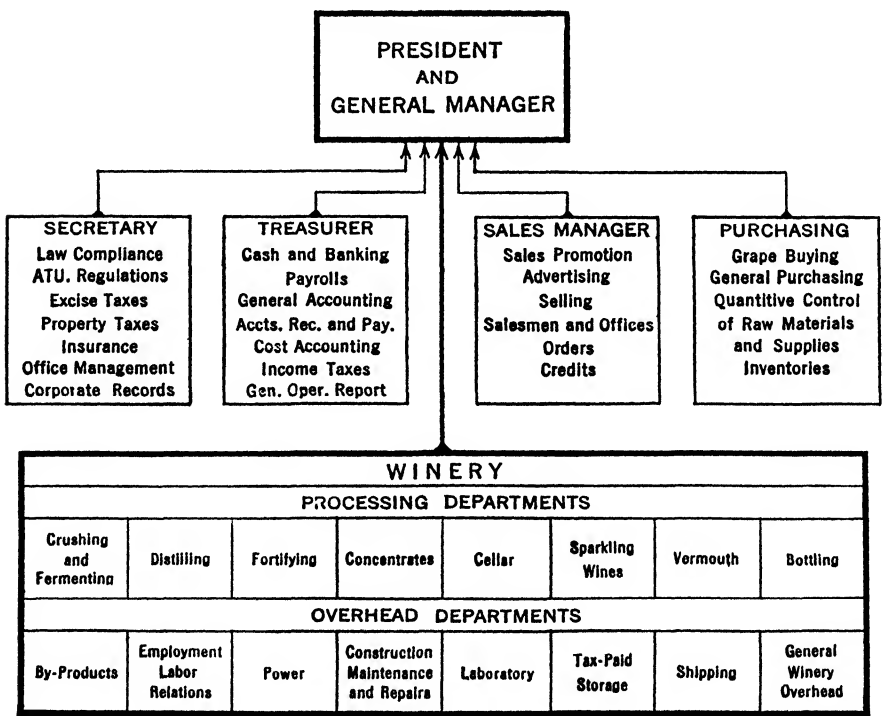 PRESIDENT
AND
GENERAL MANAGER
SECRETARY
Law Compliance
ATU. Regulations
Excise Taxes
Property Taxes
Insurance
Office Management
Corporate Records
TREASURER
Cash and Banking
Payrolls
General Accounting
Accts. Rec. and Pay.
Cost Accounting
Income Taxes
Gen. Oper. Report
SALES MANAGER
Sales Promotion
Advertising
Selling
Salesmen and Offices
Orders
Credits
PURCHASING
Grape Buying
General Purchasing
Quantitive Control
of Raw Materials
and Supplies
Inventories
WINERY
PROCESSING DEPARTMENTS
Crushing
and
Fermenting
Distilling
Fortifying
Concentrates
Cellar
Sparkling
Wines
Vermouth
Bottling
OVERHEAD DEPARTMENTS
By-Products
Employment
Labor
Relations
Power
Construction
Maintenance
and Repairs
Laboratory
Tax-Paid
Storage
Shipping
General
Winery
Overhead